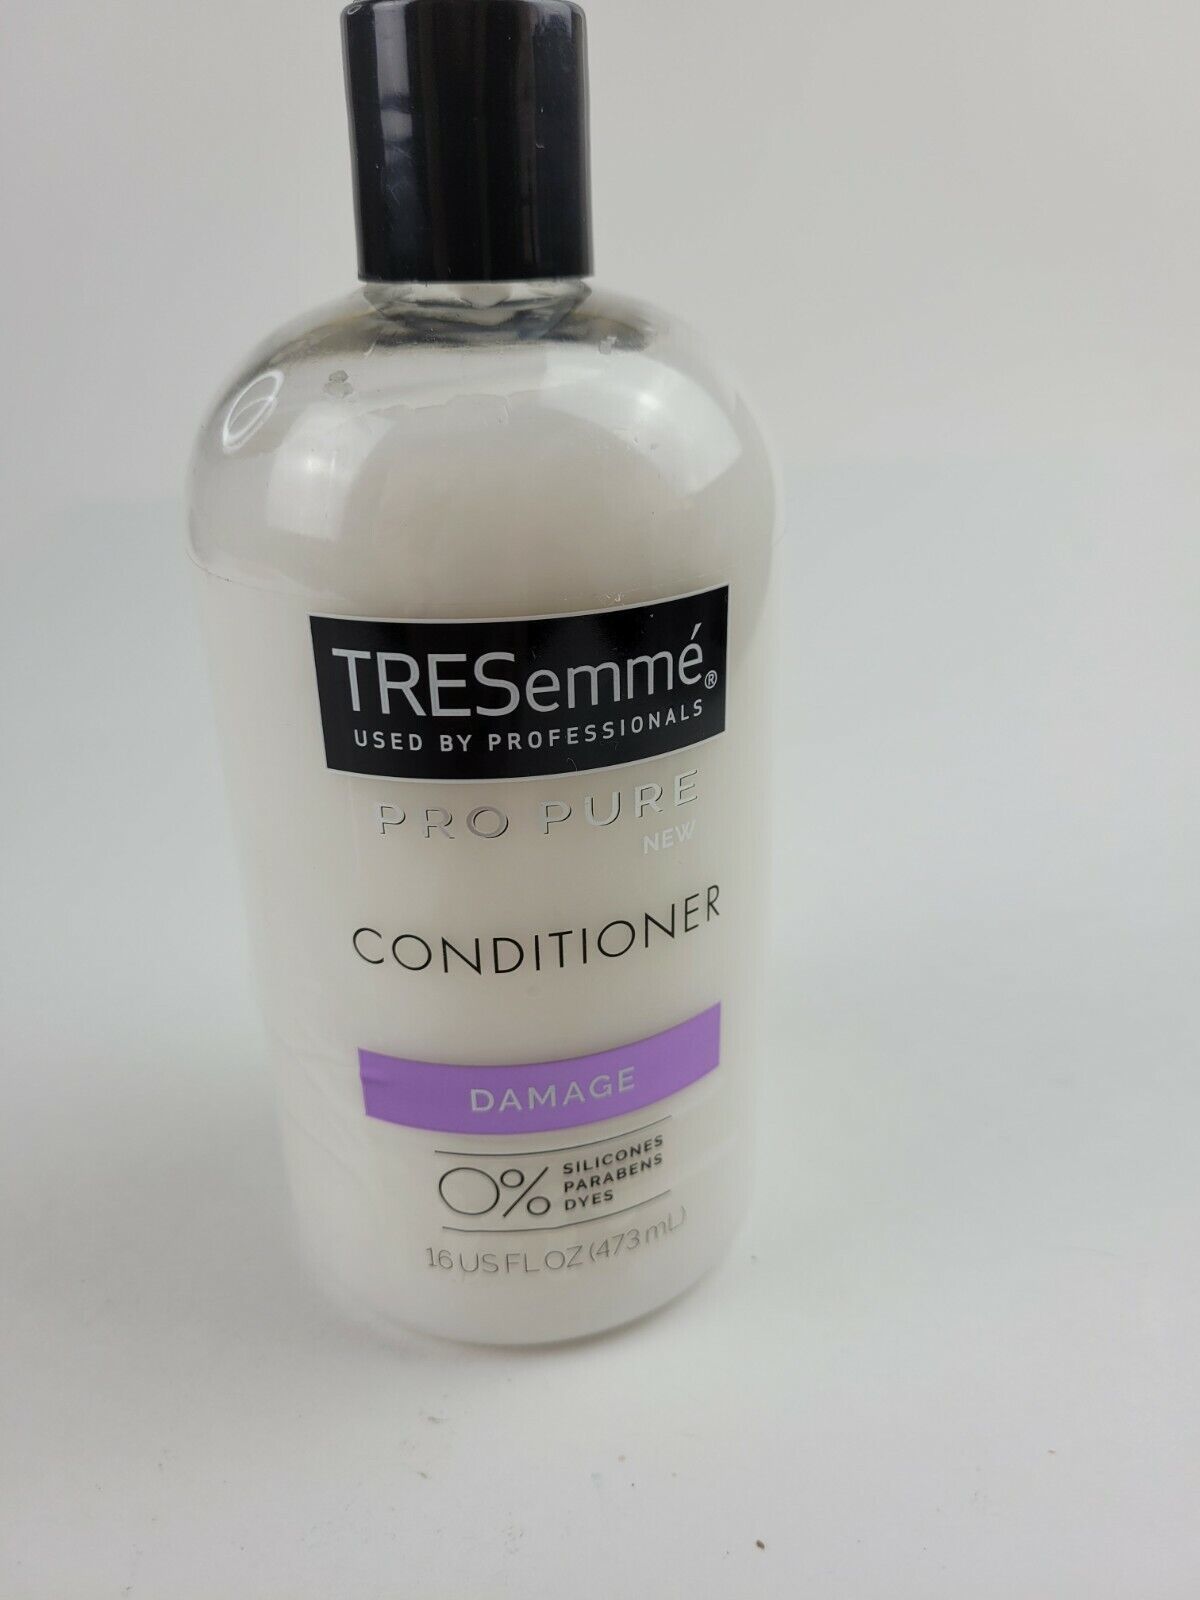 TRESemmé®
USED BY PROFESSIONALS
PRO PURE
NEW
CONDITIONER
DAMAGE
0% SILICONES
PARABENS
DYES
16 US FL OZ (473 mL)